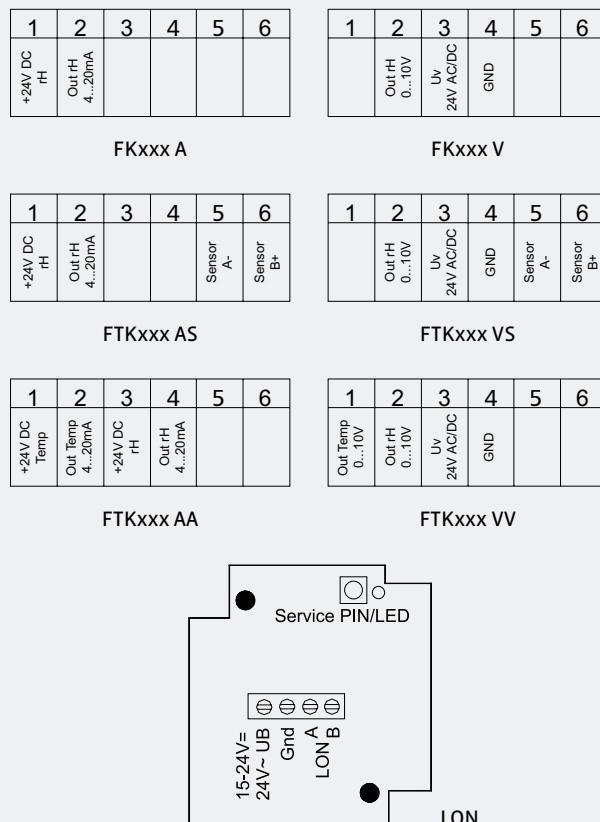 1 2 3 4 5 6
+24V DC
rH
Out rH
4...20mA
FKxxx A
1 2 3 4 5 6
Out rH
0...10V
Uv
24V AC/DC
GND
FKxxx V
1 2 3 4 5 6
+24V DC
rH
Out rH
4...20mA
Sensor
A-
Sensor
B+
FTKxxx AS
1 2 3 4 5 6
Out rH
0...10V
Uv
24V AC/DC
GND
Sensor
A-
Sensor
B+
FTKxxx VS
1 2 3 4 5 6
+24V DC
Temp
Out Temp
4...20mA
+24V DC
rH
Out rH
4...20mA
FTKxxx AA
1 2 3 4 5 6
Out Temp
0...10V
Out rH
0...10V
Uv
24V AC/DC
GND
FTKxxx VV
Service PIN/LED
15-24V=
24V~ UB
Gnd
A
LON
B
LON